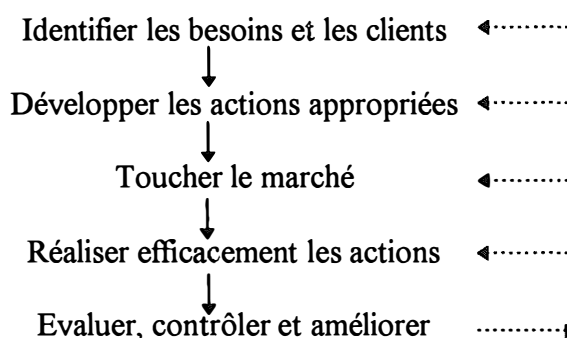 Identifier les besoins et les clients
Développer les actions appropriées
Toucher le marché
Réaliser efficacement les actions
Evaluer, contrôler et améliorer